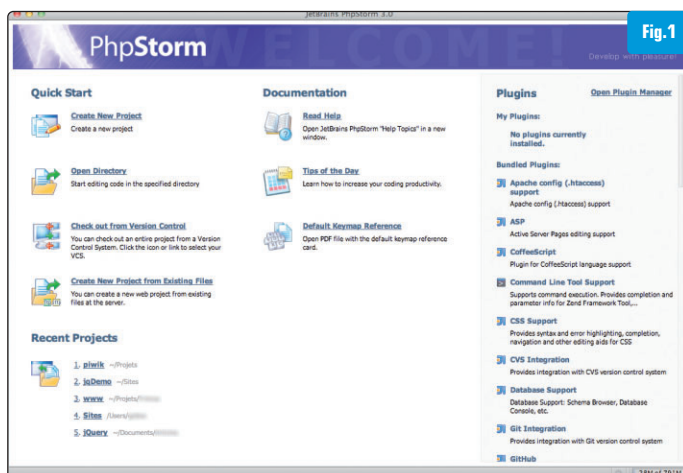 JetBrains PhpStorm 3.0
Fig.1
PhpStorm
WELCOME!
Develop with pleasure!
Quick Start
Create New Project
Create a new project
Open Directory
Start editing code in the specified directory
Check out from Version Control
You can check out an entire project from a Version
Control System. Click the icon or link to select your
VCS.
Create New Project from Existing Files
You can create a new web project from existing
files at the server.
Recent Projects
1. piwik ~/Projets
2. jqDemo ~/Sites
3. www ~/Projets/
4. Sites /Users/
5. jQuery ~/Documents/
Documentation
Read Help
Open JetBrains PhpStorm "Help Topics" in a new
window.
Tips of the Day
Learn how to increase your coding productivity.
Default Keymap Reference
Open PDF file with the default keymap reference
card.
Plugins Open Plugin Manager
My Plugins:
No plugins currently
installed.
Bundled Plugins:
Apache config (.htaccess)
support
Apache config (.htaccess) support
ASP
Active Server Pages editing support
CoffeeScript
Plugin for CoffeeScript language support
Command Line Tool Support
Supports command execution. Provides completion and
parameter info for Zend Framework Tool,...
CSS Support
Provides syntax and error highlighting, completion,
navigation and other editing aids for CSS
CVS Integration
Provides integration with CVS version control system
Database Support
Database Support: Schema Browser, Database
Console, etc.
Git Integration
Provides integration with Git version control system
GitHub